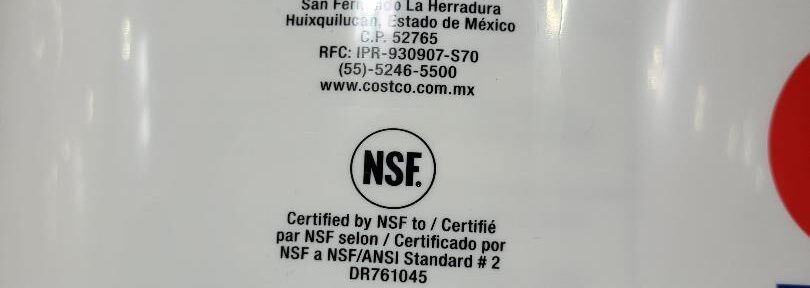 San Fernando La Herradura
Huixquilucan, Estado de México
C.P. 52765
RFC: IPR-930907-S70
(55)-5246-5500
www.costco.com.mx
NSF®
Certified by NSF to / Certifié
par NSF selon / Certificado por
NSF a NSF/ANSI Standard # 2
DR761045